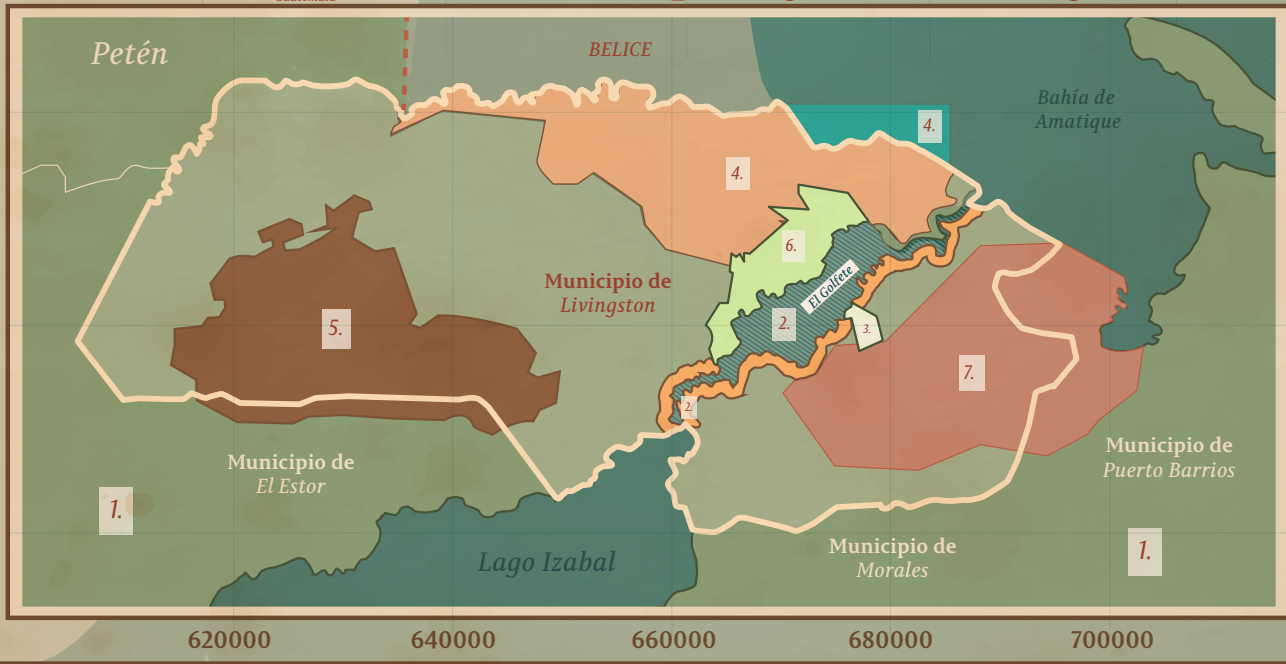 Petén
BELICE
Bahía de
Amatique
4.
4.
6.
El Golfete
Municipio de
Livingston
5.
2.
3.
7.
2.
Municipio de
El Estor
Municipio de
Puerto Barrios
1.
Lago Izabal
Municipio de
Morales
1.
620000
640000
660000
680000
700000